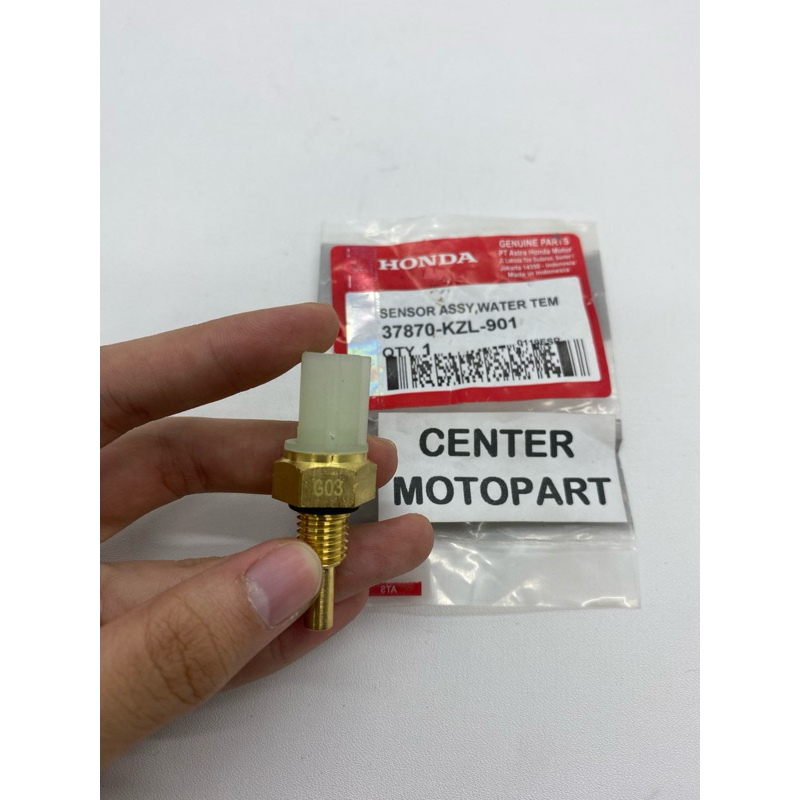 HONDA
GENUINE PARTS
PT Astra Honda Motor
Made in Indonesia
SENSOR ASSY,WATER TEM
37870-KZL-901
QTY 1
CENTER
MOTOPART
G03
ATS